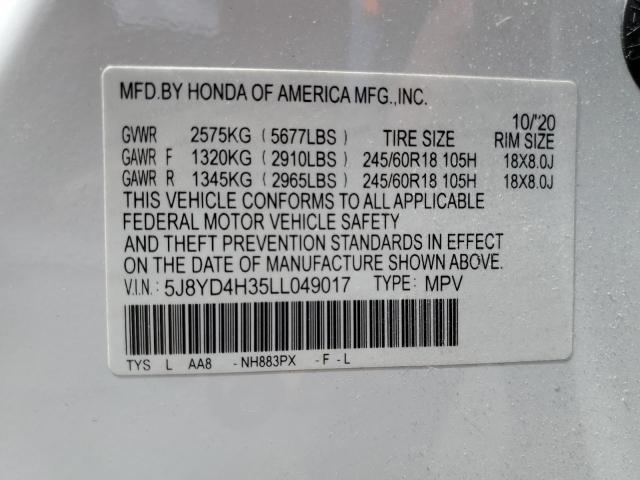 MFD.BY HONDA OF AMERICA MFG.,INC.
10/'20
GVWR 2575KG ( 5677LBS ) TIRE SIZE RIM SIZE
GAWR F 1320KG ( 2910LBS ) 245/60R18 105H 18X8.0J
GAWR R 1345KG ( 2965LBS ) 245/60R18 105H 18X8.0J
THIS VEHICLE CONFORMS TO ALL APPLICABLE
FEDERAL MOTOR VEHICLE SAFETY
AND THEFT PREVENTION STANDARDS IN EFFECT
ON THE DATE OF MANUFACTURE SHOWN ABOVE.
V.I.N.: 5J8YD4H35LL049017 TYPE: MPV
TYS L AA8 -NH883PX -F-L